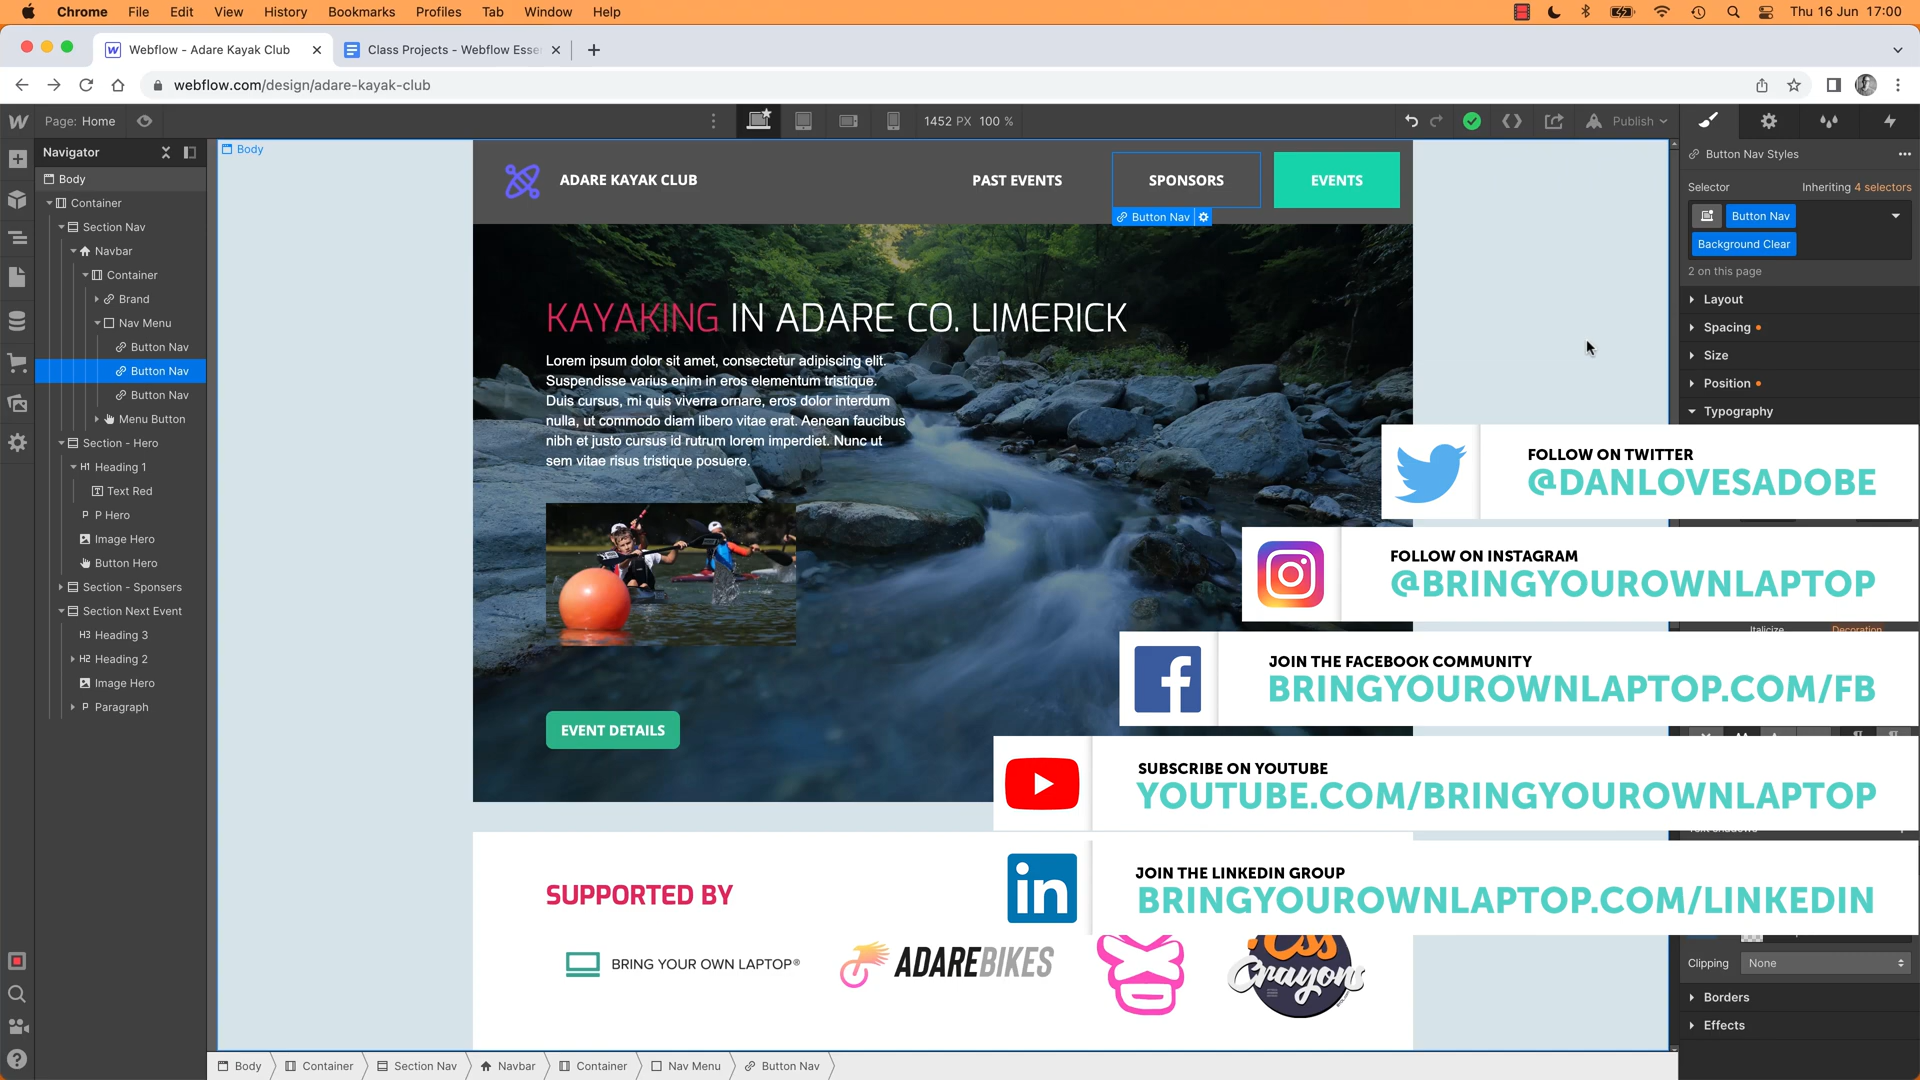 Chrome File Edit View History Bookmarks Profiles Tab Window Help Thu 16 Jun 17:00
Webflow - Adare Kayak Club
Class Projects - Webflow Esse
webflow.com/design/adare-kayak-club
Page: Home
1452 PX 100 %
Publish
Navigator
Body
Container
Section Nav
Navbar
Container
Brand
Nav Menu
Button Nav
Button Nav
Button Nav
Menu Button
Section - Hero
H1 Heading 1
Text Red
P P Hero
Image Hero
Button Hero
Section - Sponsers
Section Next Event
H3 Heading 3
H2 Heading 2
Image Hero
P Paragraph
Body
ADARE KAYAK CLUB
PAST EVENTS
SPONSORS
EVENTS
Button Nav
KAYAKING IN ADARE CO. LIMERICK
Lorem ipsum dolor sit amet, consectetur adipiscing elit.
Suspendisse varius enim in eros elementum tristique.
Duis cursus, mi quis viverra ornare, eros dolor interdum
nulla, ut commodo diam libero vitae erat. Aenean faucibus
nibh et justo cursus id rutrum lorem imperdiet. Nunc ut
sem vitae risus tristique posuere.
EVENT DETAILS
SUPPORTED BY
BRING YOUR OWN LAPTOP®
ADAREBIKES
CSS
Crayons
Button Nav Styles
Selector
Inheriting 4 selectors
Button Nav
Background Clear
2 on this page
Layout
Spacing
Size
Position
Typography
FOLLOW ON TWITTER
@DANLOVESADOBE
FOLLOW ON INSTAGRAM
@BRINGYOUROWNLAPTOP
Italicize Decoration
JOIN THE FACEBOOK COMMUNITY
BRINGYOUROWNLAPTOP.COM/FB
SUBSCRIBE ON YOUTUBE
YOUTUBE.COM/BRINGYOUROWNLAPTOP
JOIN THE LINKEDIN GROUP
BRINGYOUROWNLAPTOP.COM/LINKEDIN
Clipping None
Borders
Effects
Body Container Section Nav Navbar Container Nav Menu Button Nav